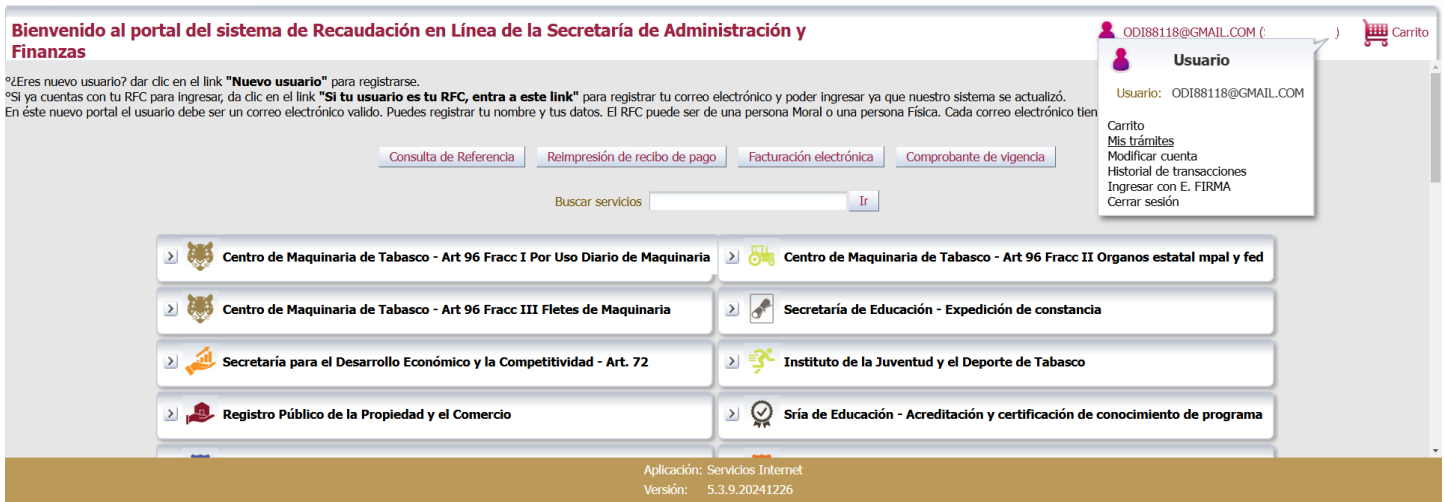 Bienvenido al portal del sistema de Recaudación en Línea de la Secretaría de Administración y
Finanzas
ODI88118@GMAIL.COM (
)
Carrito
°¿Eres nuevo usuario? dar clic en el link "Nuevo usuario" para registrarse.
°Si ya cuentas con tu RFC para ingresar, da clic en el link "Si tu usuario es tu RFC, entra a este link" para registrar tu correo electrónico y poder ingresar ya que nuestro sistema se actualizó.
En éste nuevo portal el usuario debe ser un correo electrónico valido. Puedes registrar tu nombre y tus datos. El RFC puede ser de una persona Moral o una persona Física. Cada correo electrónico tien
Usuario
Usuario: ODI88118@GMAIL.COM
Carrito
Mis trámites
Modificar cuenta
Historial de transacciones
Ingresar con E. FIRMA
Cerrar sesión
Consulta de Referencia
Reimpresión de recibo de pago
Facturación electrónica
Comprobante de vigencia
Buscar servicios
Ir
Centro de Maquinaria de Tabasco - Art 96 Fracc I Por Uso Diario de Maquinaria
Centro de Maquinaria de Tabasco - Art 96 Fracc II Organos estatal mpal y fed
Centro de Maquinaria de Tabasco - Art 96 Fracc III Fletes de Maquinaria
Secretaría de Educación - Expedición de constancia
Secretaría para el Desarrollo Económico y la Competitividad - Art. 72
Instituto de la Juventud y el Deporte de Tabasco
Registro Público de la Propiedad y el Comercio
Sría de Educación - Acreditación y certificación de conocimiento de programa
Aplicación: Servicios Internet
Versión: 5.3.9.20241226